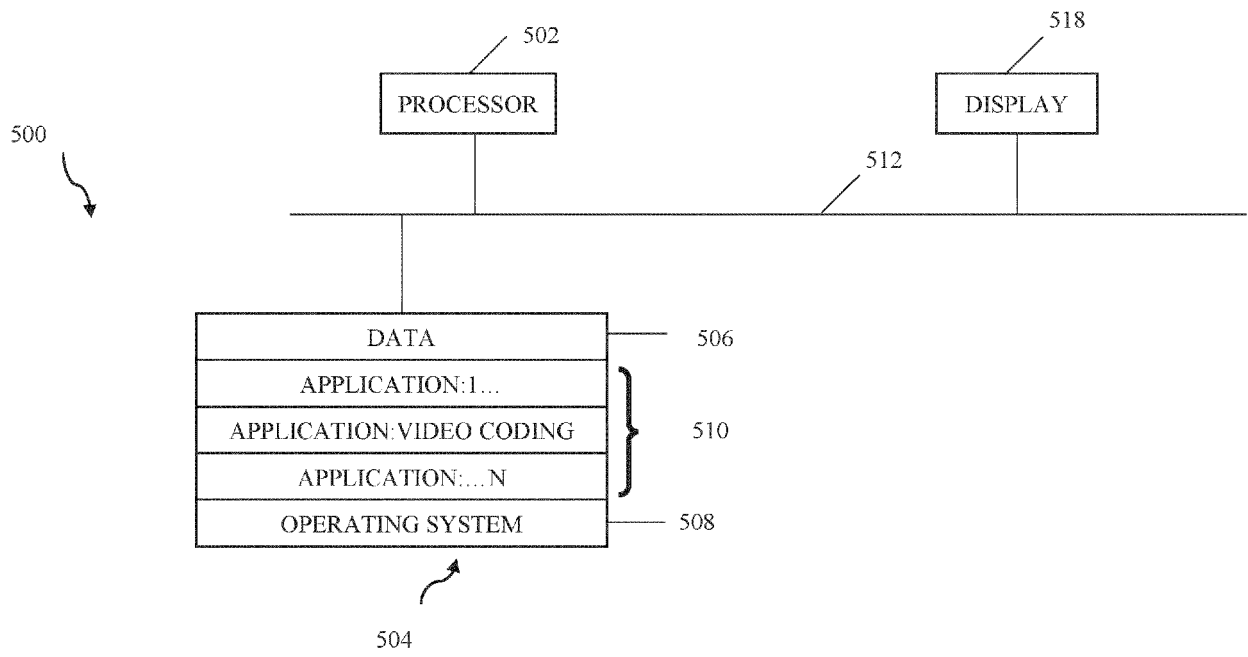 502
518
PROCESSOR
DISPLAY
500
512
DATA
506
APPLICATION:1...
APPLICATION:VIDEO CODING
510
APPLICATION:...N
OPERATING SYSTEM
508
504